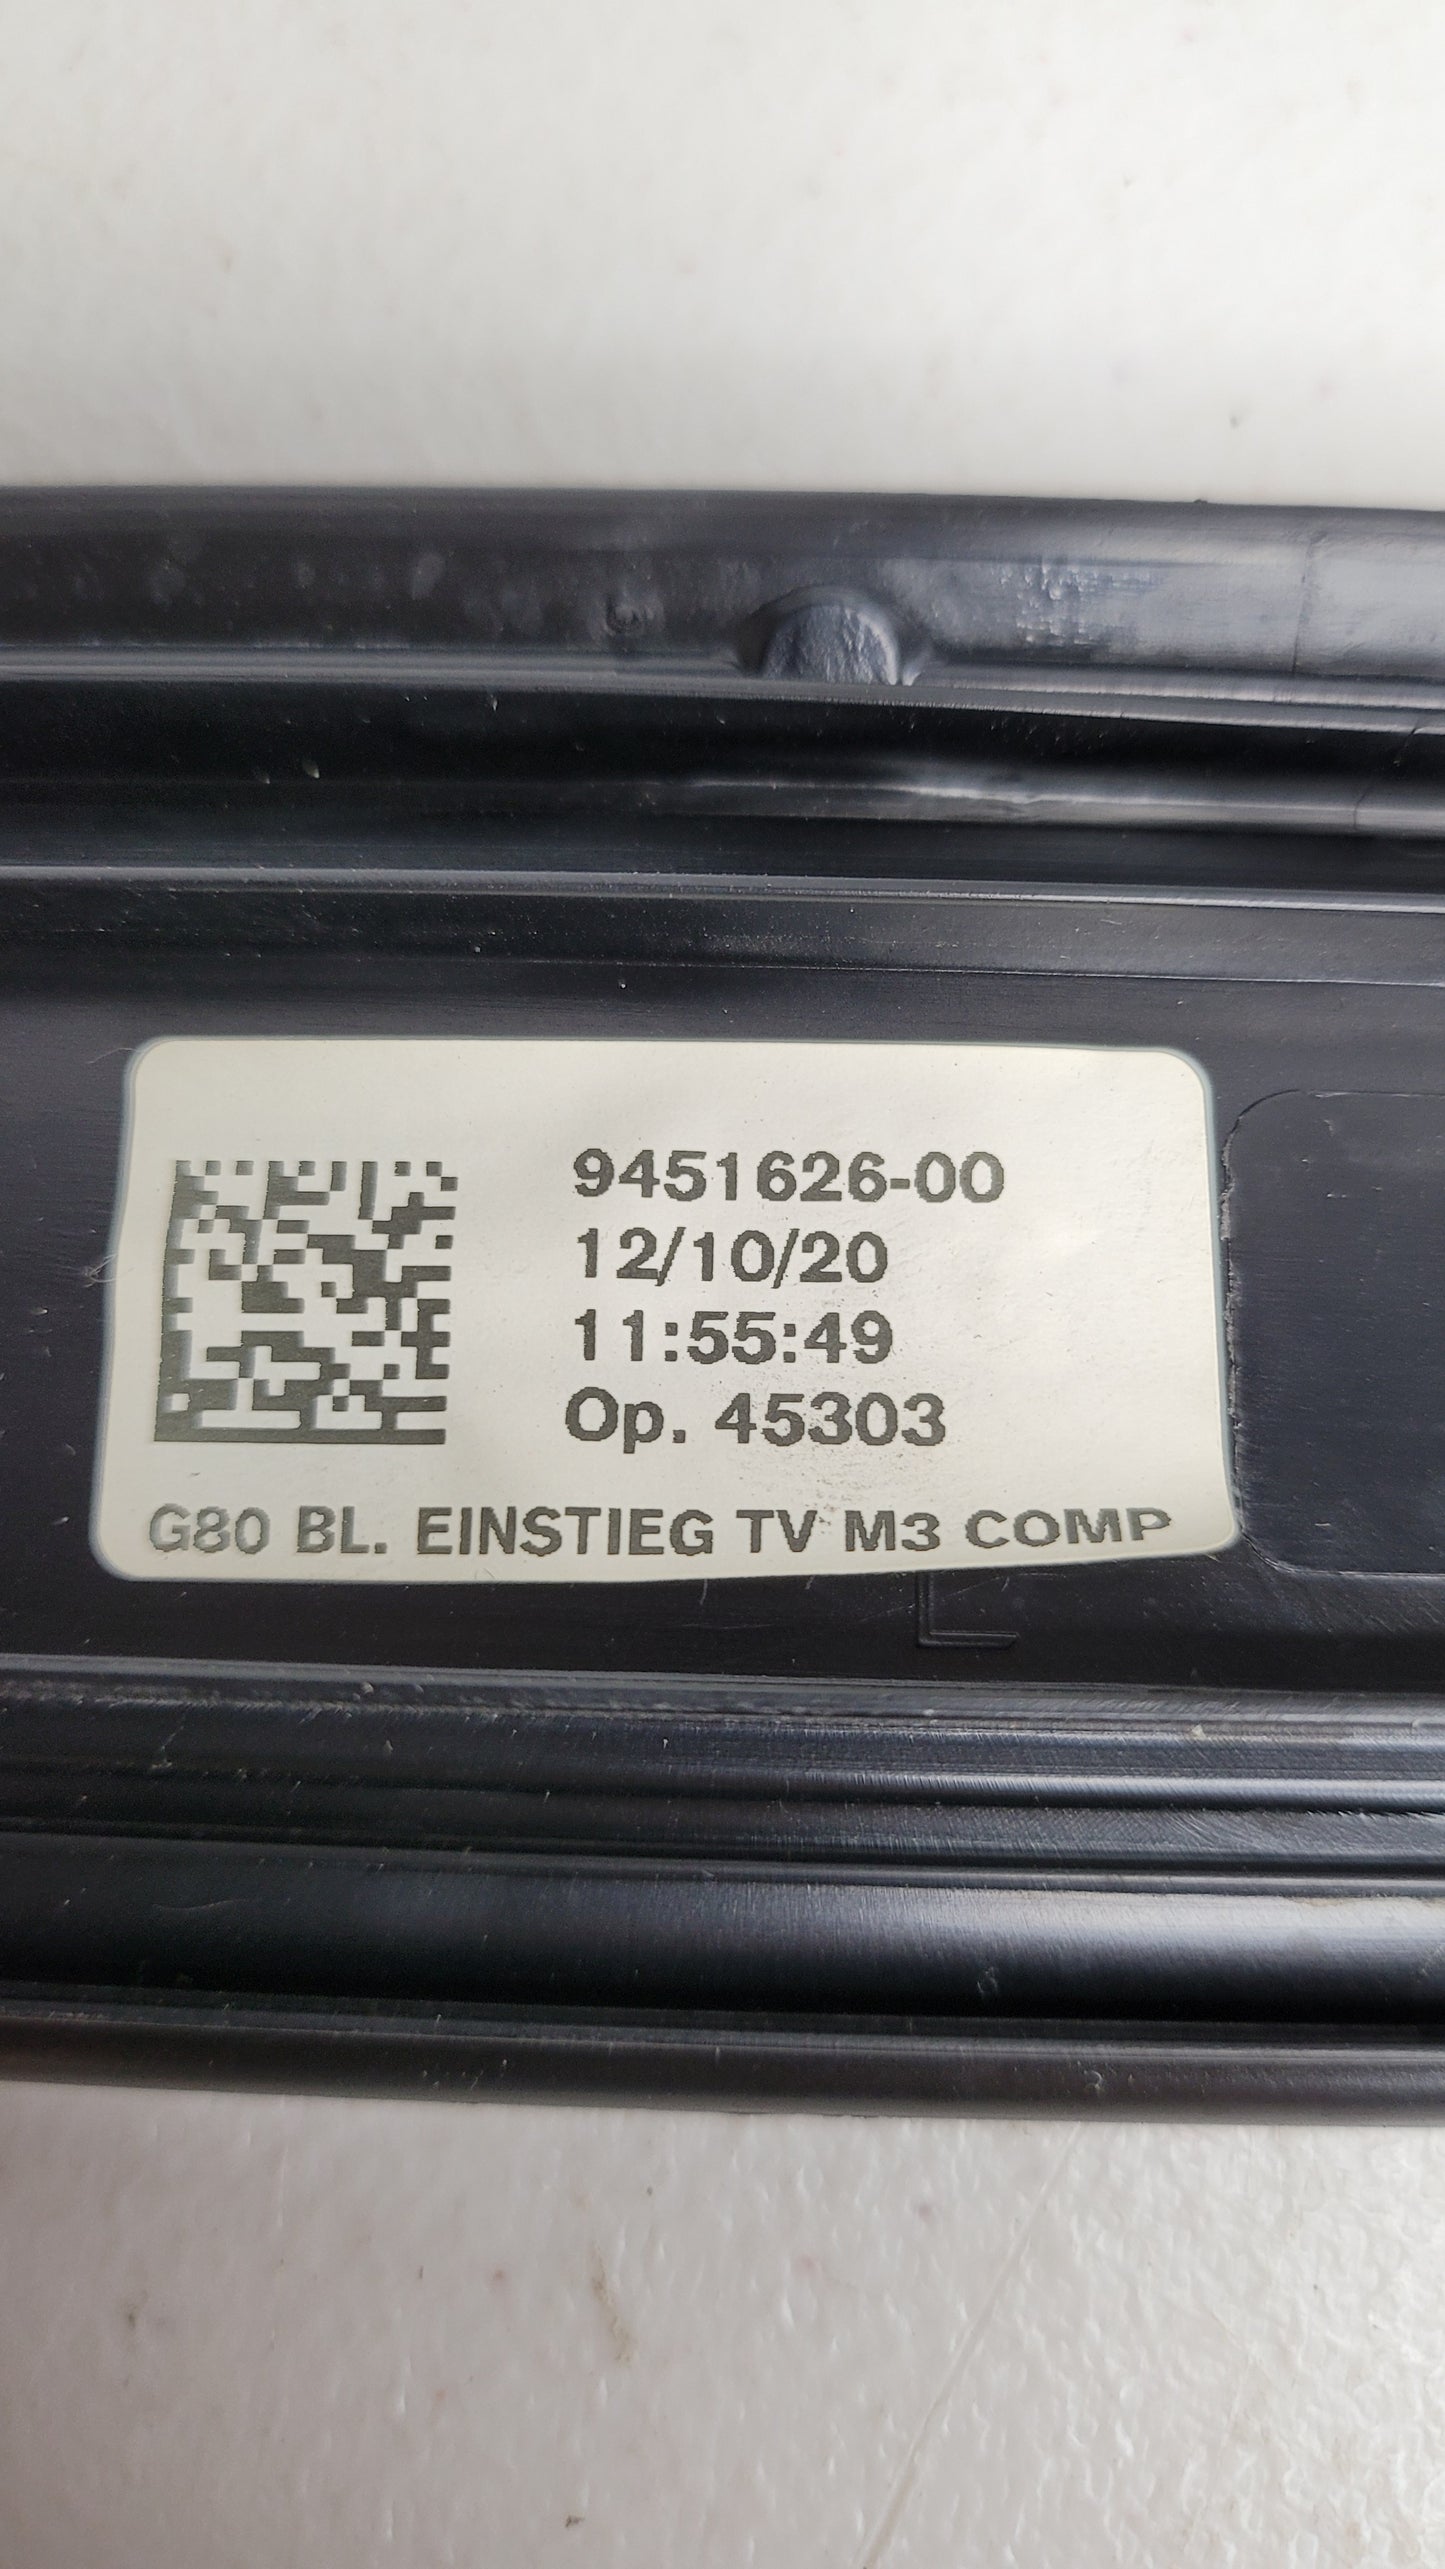 9451626-00
12/10/20
11:55:49
Op. 45303
G80 BL. EINSTIEG TV M3 COMP
L